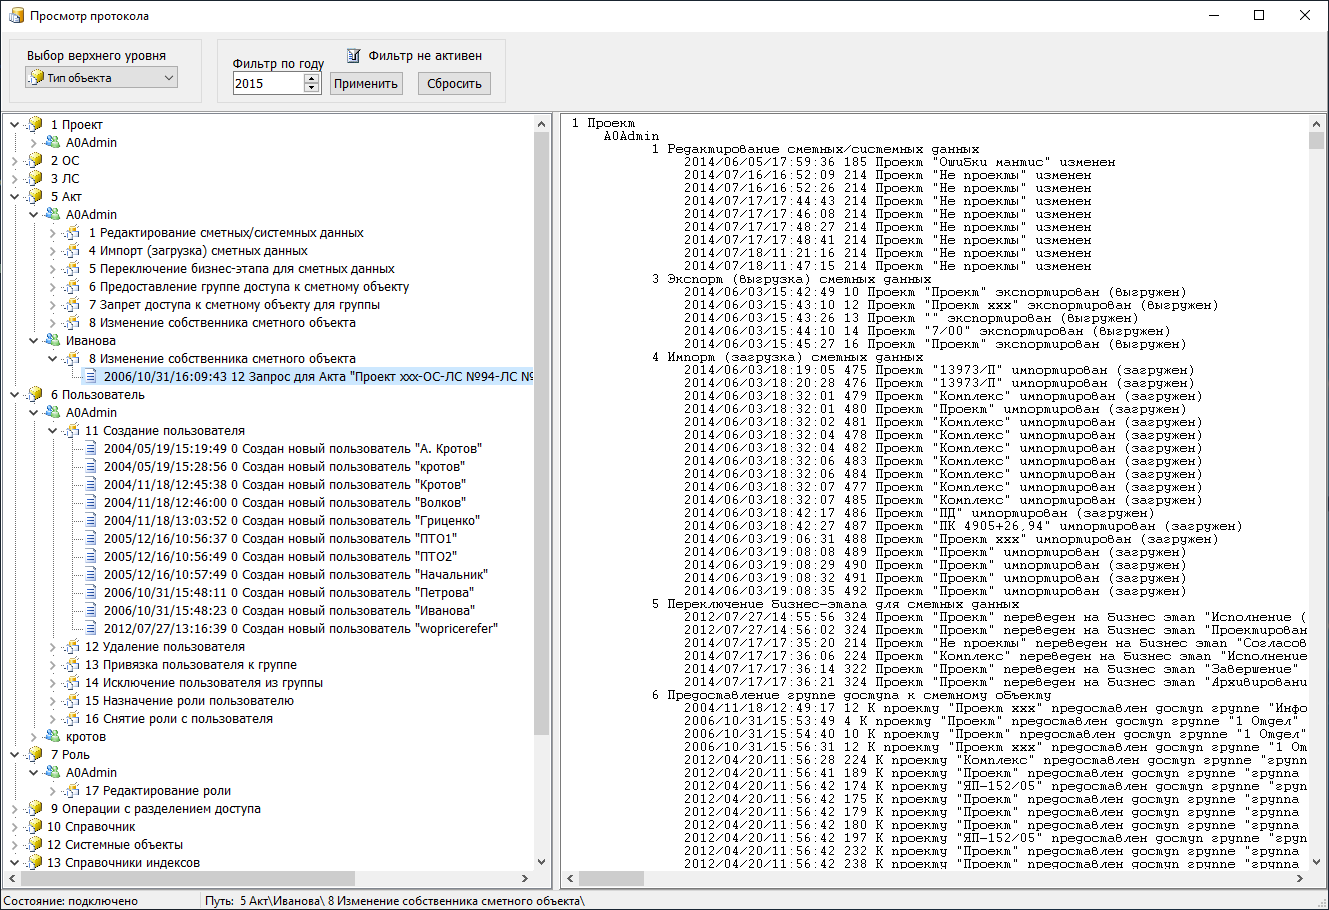 Просмотр протокола
Выбор верхнего уровня
Тип объекта
Фильтр по году
2015
Фильтр не активен
Применить
Сбросить
1 Проект
A0Admin
2 ОС
3 ЛС
5 Акт
A0Admin
1 Редактирование сметных/системных данных
4 Импорт (загрузка) сметных данных
5 Переключение бизнес-этапа для сметных данных
6 Предоставление группе доступа к сметному объекту
7 Запрет доступа к сметному объекту для группы
8 Изменение собственника сметного объекта
Иванова
8 Изменение собственника сметного объекта
2006/10/31/16:09:43 12 Запрос для Акта "Проект ххх-ОС-ЛС №94-ЛС №
6 Пользователь
A0Admin
11 Создание пользователя
2004/05/19/15:19:49 0 Создан новый пользователь "А. Кротов"
2004/05/19/15:28:56 0 Создан новый пользователь "кротов"
2004/11/18/12:45:38 0 Создан новый пользователь "Кротов"
2004/11/18/12:46:00 0 Создан новый пользователь "Волков"
2004/11/18/13:03:52 0 Создан новый пользователь "Гриценко"
2005/12/16/10:56:37 0 Создан новый пользователь "ПТО1"
2005/12/16/10:56:49 0 Создан новый пользователь "ПТО2"
2005/12/16/10:57:49 0 Создан новый пользователь "Начальник"
2006/10/31/15:48:11 0 Создан новый пользователь "Петрова"
2006/10/31/15:48:23 0 Создан новый пользователь "Иванова"
2012/07/27/13:16:39 0 Создан новый пользователь "wopricerefer"
12 Удаление пользователя
13 Привязка пользователя к группе
14 Исключение пользователя из группы
15 Назначение роли пользователю
16 Снятие роли с пользователя
кротов
7 Роль
A0Admin
17 Редактирование роли
9 Операции с разделением доступа
10 Справочник
12 Системные объекты
13 Справочники индексов
1 Проект
A0Admin
1 Редактирование сметных/системных данных
2014/06/05/17:59:36 185 Проект "Ошибки мантис" изменен
2014/07/16/16:52:09 214 Проект "Не проекты" изменен
2014/07/16/16:52:26 214 Проект "Не проекты" изменен
2014/07/17/17:44:43 214 Проект "Не проекты" изменен
2014/07/17/17:46:08 214 Проект "Не проекты" изменен
2014/07/17/17:48:27 214 Проект "Не проекты" изменен
2014/07/17/17:48:41 214 Проект "Не проекты" изменен
2014/07/18/11:21:16 214 Проект "Не проекты" изменен
2014/07/18/11:47:15 214 Проект "Не проекты" изменен
3 Экспорт (выгрузка) сметных данных
2014/06/03/15:42:49 10 Проект "Проект" экспортирован (выгружен)
2014/06/03/15:43:10 12 Проект "Проект ххх" экспортирован (выгружен)
2014/06/03/15:43:26 13 Проект "" экспортирован (выгружен)
2014/06/03/15:44:10 14 Проект "7/00" экспортирован (выгружен)
2014/06/03/15:45:27 16 Проект "Проект" экспортирован (выгружен)
4 Импорт (загрузка) сметных данных
2014/06/03/18:19:05 475 Проект "13973/П" импортирован (загружен)
2014/06/03/18:20:28 476 Проект "13973/П" импортирован (загружен)
2014/06/03/18:32:01 479 Проект "Комплекс" импортирован (загружен)
2014/06/03/18:32:01 480 Проект "Проект" импортирован (загружен)
2014/06/03/18:32:02 481 Проект "Комплекс" импортирован (загружен)
2014/06/03/18:32:04 478 Проект "Комплекс" импортирован (загружен)
2014/06/03/18:32:04 482 Проект "Комплекс" импортирован (загружен)
2014/06/03/18:32:06 483 Проект "Комплекс" импортирован (загружен)
2014/06/03/18:32:06 484 Проект "Комплекс" импортирован (загружен)
2014/06/03/18:32:07 477 Проект "Комплекс" импортирован (загружен)
2014/06/03/18:32:07 485 Проект "Комплекс" импортирован (загружен)
2014/06/03/18:42:17 486 Проект "ПД" импортирован (загружен)
2014/06/03/18:42:27 487 Проект "ПК 4905+26,94" импортирован (загружен)
2014/06/03/19:06:31 488 Проект "Проект ххх" импортирован (загружен)
2014/06/03/19:08:08 489 Проект "Проект" импортирован (загружен)
2014/06/03/19:08:29 490 Проект "Проект" импортирован (загружен)
2014/06/03/19:08:32 491 Проект "Проект" импортирован (загружен)
2014/06/03/19:08:35 492 Проект "Проект" импортирован (загружен)
5 Переключение бизнес-этапа для сметных данных
2012/07/27/14:55:56 324 Проект "Проект" переведен на бизнес этап "Исполнение (
2012/07/27/14:56:02 324 Проект "Проект" переведен на бизнес этап "Проектирован
2014/07/17/17:35:20 214 Проект "Не проекты" переведен на бизнес этап "Согласов
2014/07/17/17:36:06 224 Проект "Комплекс" переведен на бизнес этап "Исполнение
2014/07/17/17:36:14 322 Проект "Проект" переведен на бизнес этап "Завершение"
2014/07/17/17:36:21 324 Проект "Проект" переведен на бизнес этап "Архивировани
6 Предоставление группе доступа к сметному объекту
2004/11/18/12:49:17 12 К проекту "Проект ххх" предоставлен доступ группе "Инфо
2006/10/31/15:53:49 4 К проекту "Проект" предоставлен доступ группе "1 Отдел"
2006/10/31/15:54:40 10 К проекту "Проект" предоставлен доступ группе "1 Отдел"
2006/10/31/15:56:31 12 К проекту "Проект ххх" предоставлен доступ группе "1 От
2012/04/20/11:56:28 224 К проекту "Комплекс" предоставлен доступ группе "групп
2012/04/20/11:56:41 189 К проекту "Проект" предоставлен доступ группе "группа
2012/04/20/11:56:42 174 К проекту "ЯП-152/05" предоставлен доступ группе "груп
2012/04/20/11:56:42 175 К проекту "Проект" предоставлен доступ группе "группа
2012/04/20/11:56:42 179 К проекту "Проект" предоставлен доступ группе "группа
2012/04/20/11:56:42 180 К проекту "Проект" предоставлен доступ группе "группа
2012/04/20/11:56:42 197 К проекту "ЯП-152/05" предоставлен доступ группе "груп
2012/04/20/11:56:42 232 К проекту "Проект" предоставлен доступ группе "группа
2012/04/20/11:56:42 238 К проекту "Проект" предоставлен доступ группе "группа
Состояние: подключено
Путь: 5 Акт\Иванова\ 8 Изменение собственника сметного объекта\